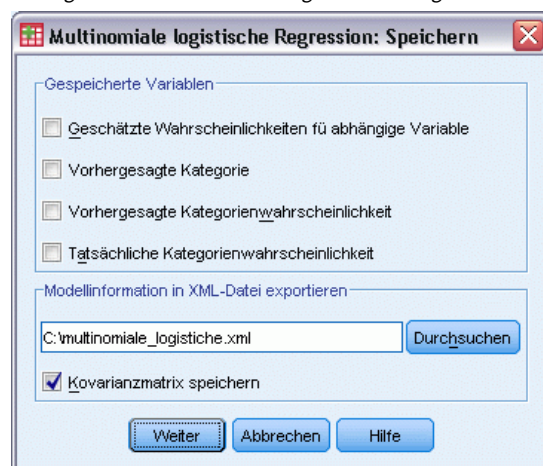 Multinomiale logistische Regression: Speichern
Gespeicherte Variablen
Geschätzte Wahrscheinlichkeiten fü abhängige Variable
Vorhergesagte Kategorie
Vorhergesagte Kategorienwahrscheinlichkeit
Tatsächliche Kategorienwahrscheinlichkeit
Modellinformation in XML-Datei exportieren
C:\multinomiale_logistiche.xml Durchsuchen
Kovarianzmatrix speichern
Weiter Abbrechen Hilfe